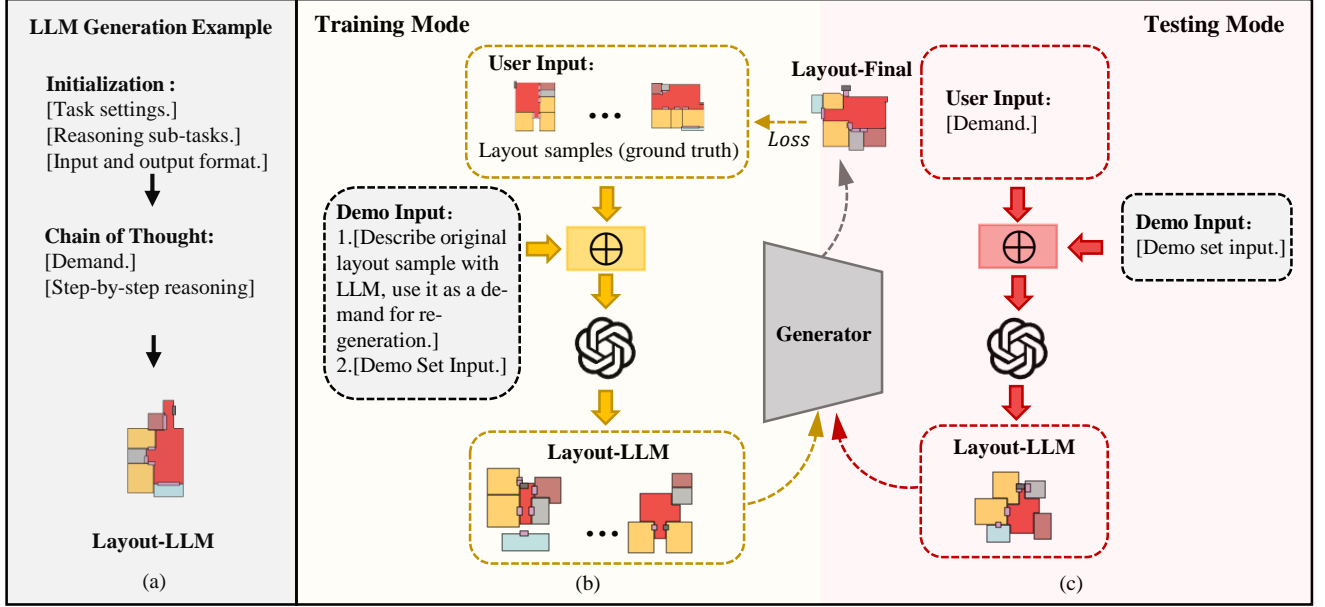 LLM Generation Example
Initialization :
[Task settings.]
[Reasoning sub-tasks.]
[Input and output format.]
Chain of Thought:
[Demand.]
[Step-by-step reasoning]
Layout-LLM
(a)
Training Mode
User Input：
•••
Layout samples (ground truth)
Demo Input：
1.[Describe original
layout sample with
LLM, use it as a de-
mand for re-
generation.]
2.[Demo Set Input.]
Layout-LLM
•••
(b)
Layout-Final
Loss
Generator
Testing Mode
User Input：
[Demand.]
Demo Input：
[Demo set input.]
Layout-LLM
(c)